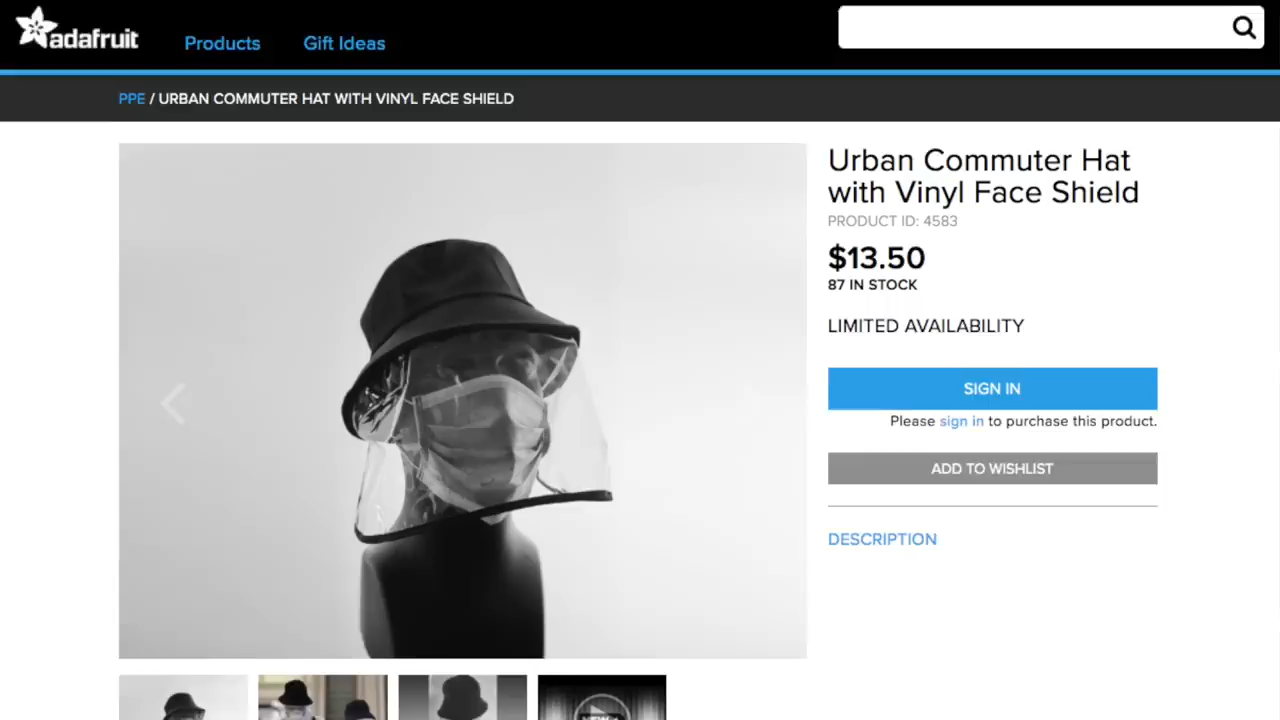 adafruit
Products
Gift Ideas
PPE / URBAN COMMUTER HAT WITH VINYL FACE SHIELD
Urban Commuter Hat
with Vinyl Face Shield
PRODUCT ID: 4583
$13.50
87 IN STOCK
LIMITED AVAILABILITY
SIGN IN
Please sign in to purchase this product.
ADD TO WISHLIST
DESCRIPTION